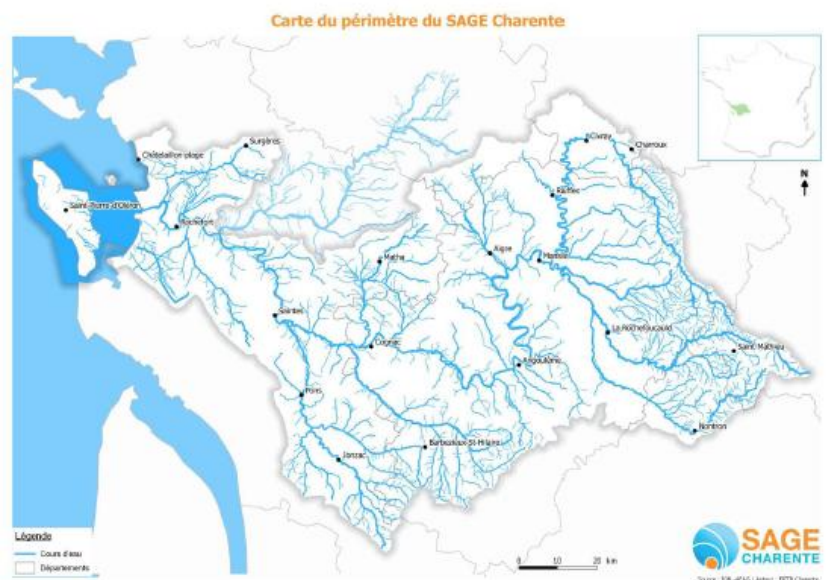 Carte du périmètre du SAGE Charente
Civray
Charroux
Surgères
Châtelaillon-plage
N
Ruffec
Saint-Pierre d'Oléron
Rochefort
Aigre
Matha
Mansle
Saintes
La Rochefoucauld
Cognac
Saint-Mathieu
Angoulême
Pons
Nontron
Barbezieux-St-Hilaire
Jonzac
Légende
Cours d'eau
Départements
0 10 20 km
SAGE
CHARENTE